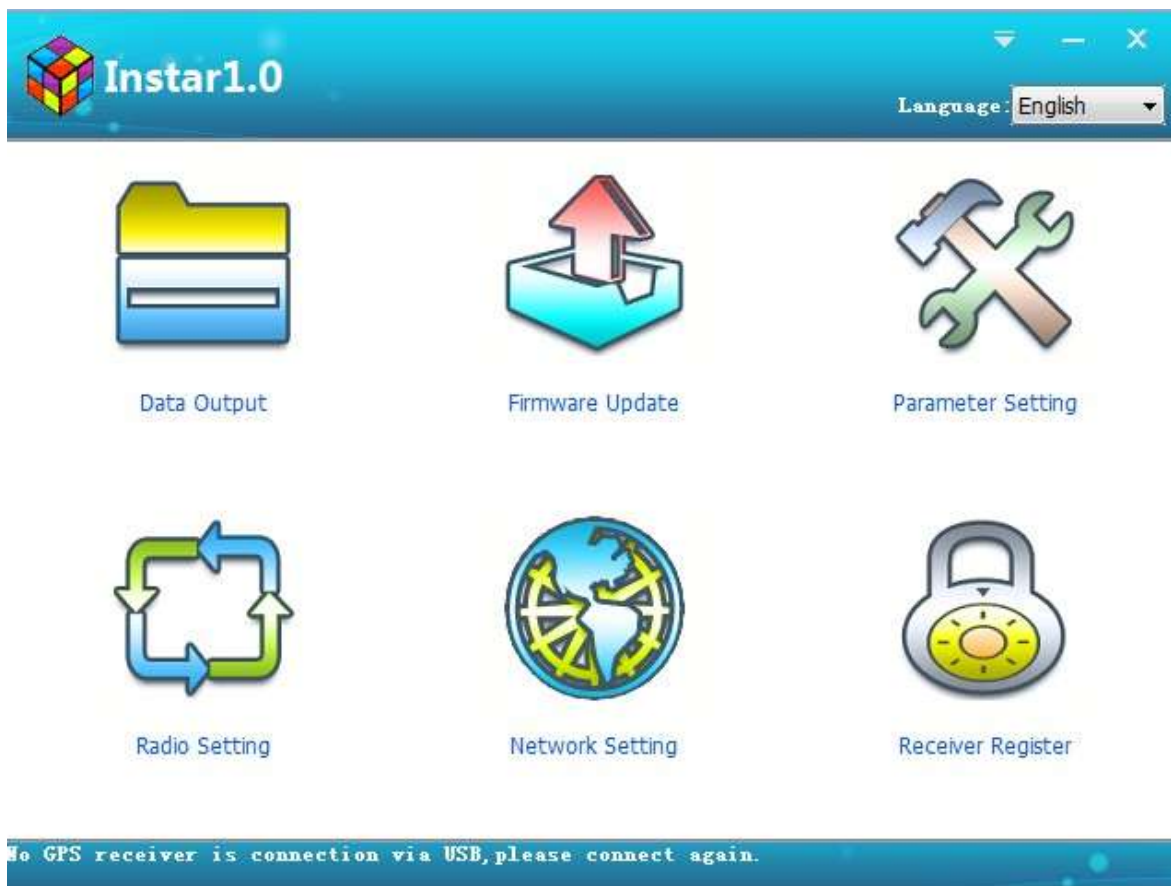 Instar1.0
Language: English
Data Output
Firmware Update
Parameter Setting
Radio Setting
Network Setting
Receiver Register
No GPS receiver is connection via USB,please connect again.